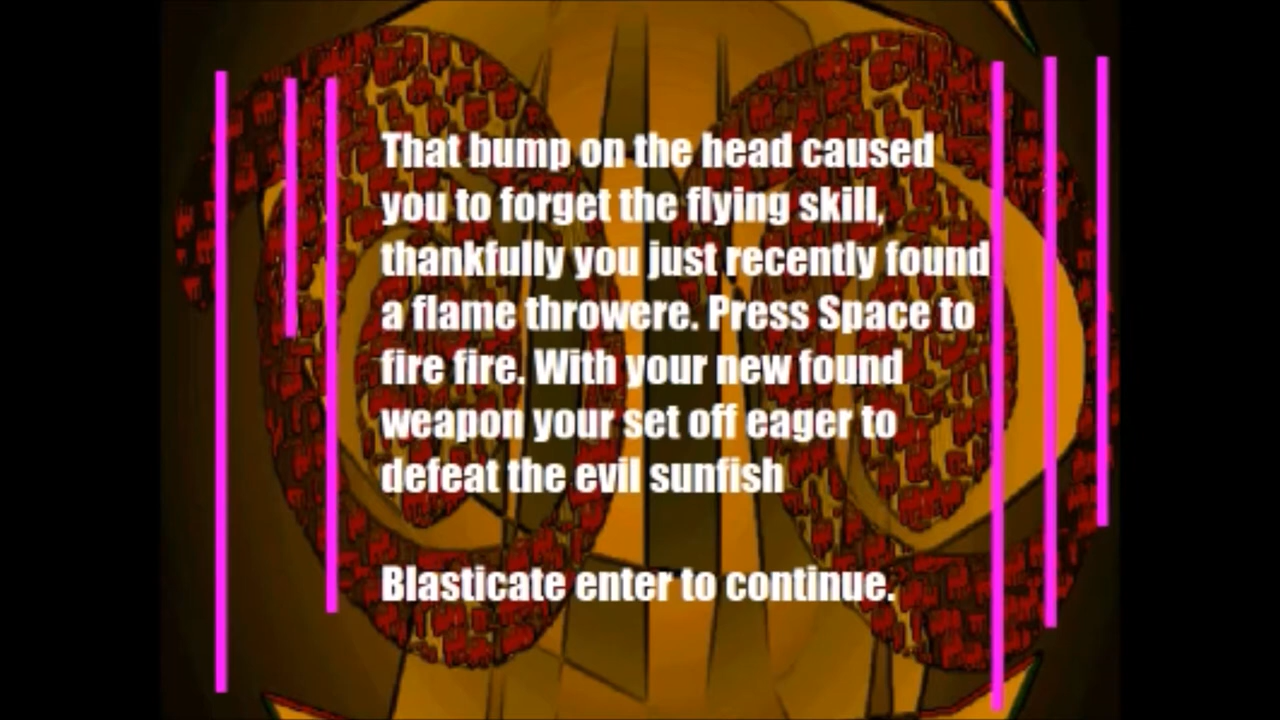 That bump on the head caused
you to forget the flying skill,
thankfully you just recently found
a flame throwere. Press Space to
fire fire. With your new found
weapon your set off eager to
defeat the evil sunfish
Blasticate enter to continue.